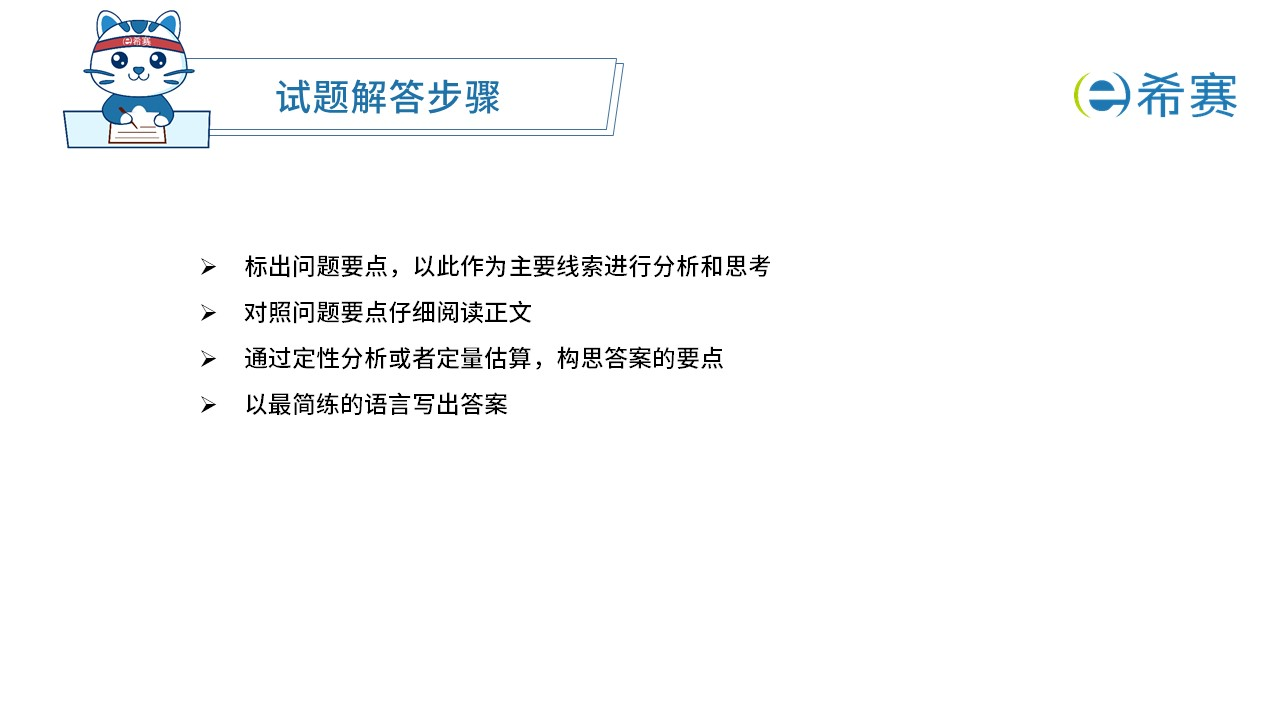 希赛
试题解答步骤
希赛
标出问题要点，以此作为主要线索进行分析和思考
对照问题要点仔细阅读正文
通过定性分析或者定量估算，构思答案的要点
以最简练的语言写出答案